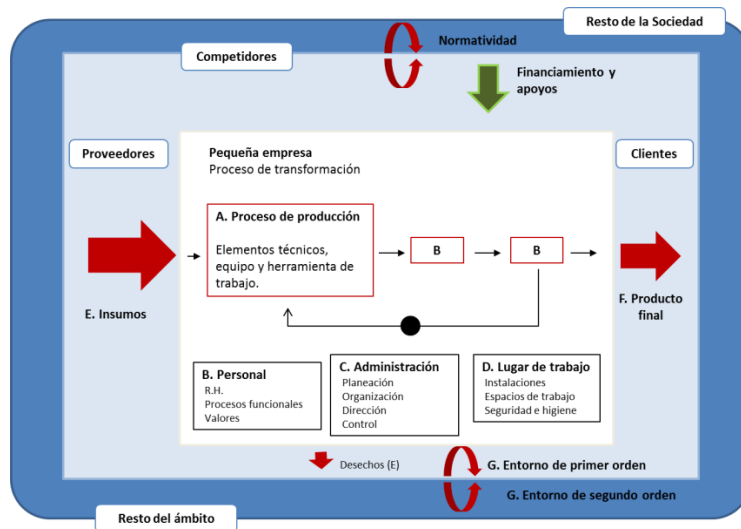 Resto de la Sociedad
Normatividad
Competidores
Financiamiento y
apoyos
Proveedores
Pequeña empresa
Proceso de transformación
Clientes
A. Proceso de producción
Elementos técnicos,
equipo y herramienta de
trabajo.
B
B
E. Insumos
F. Producto
final
B. Personal
R.H.
Procesos funcionales
Valores
C. Administración
Planeación
Organización
Dirección
Control
D. Lugar de trabajo
Instalaciones
Espacios de trabajo
Seguridad e higiene
Desechos (E)
G. Entorno de primer orden
G. Entorno de segundo orden
Resto del ámbito